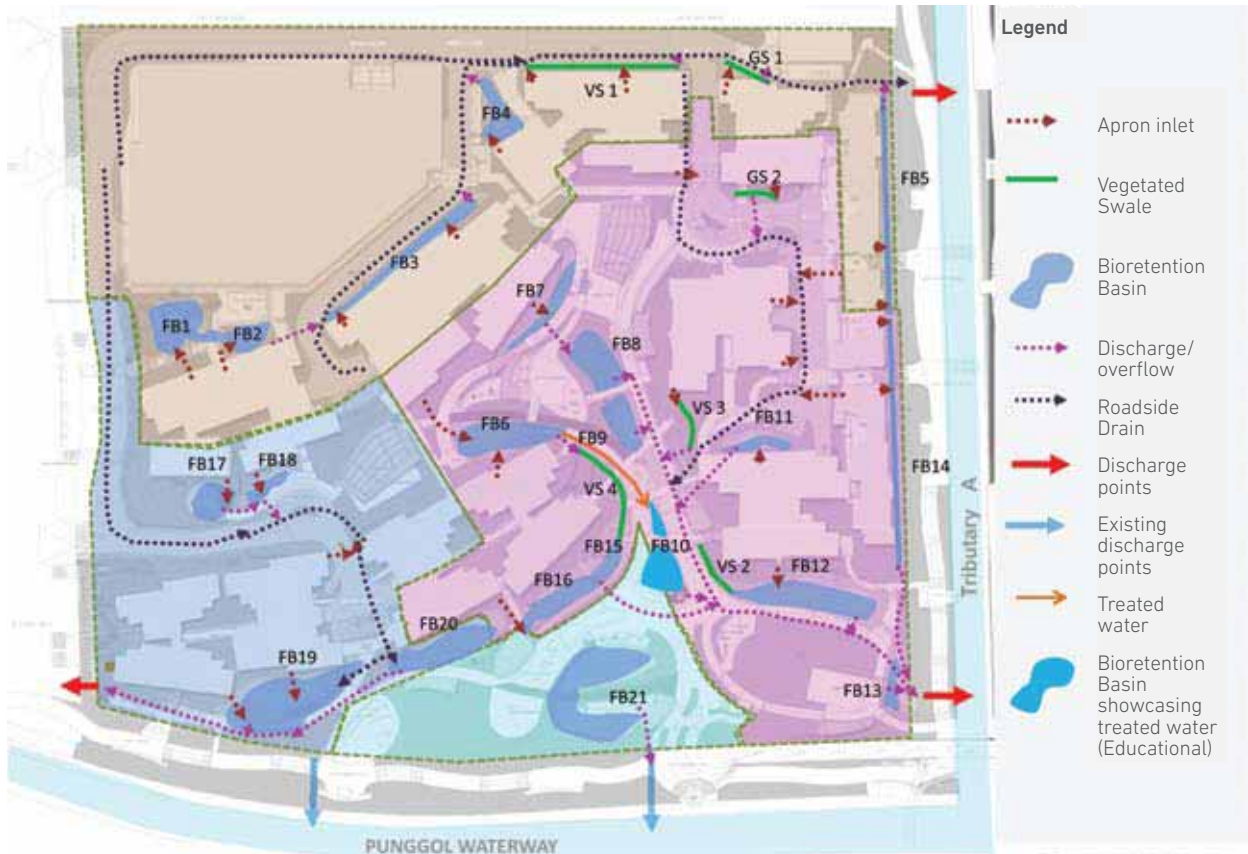 Legend
Apron inlet
Vegetated
Swale
Bioretention
Basin
Discharge/
overflow
Roadside
Drain
Discharge
points
Existing
discharge
points
Treated
water
Bioretention
Basin
showcasing
treated water
(Educational)
GS 1
VS 1
FB4
FB5
GS 2
FB3
FB7
FB1
FB2
FB8
VS 3
FB11
FB6
FB9
FB17
FB18
FB14
VS 4
FB15
FB10
VS 2
FB12
FB16
FB20
FB19
FB21
FB13
Tributary A
PUNGGOL WATERWAY